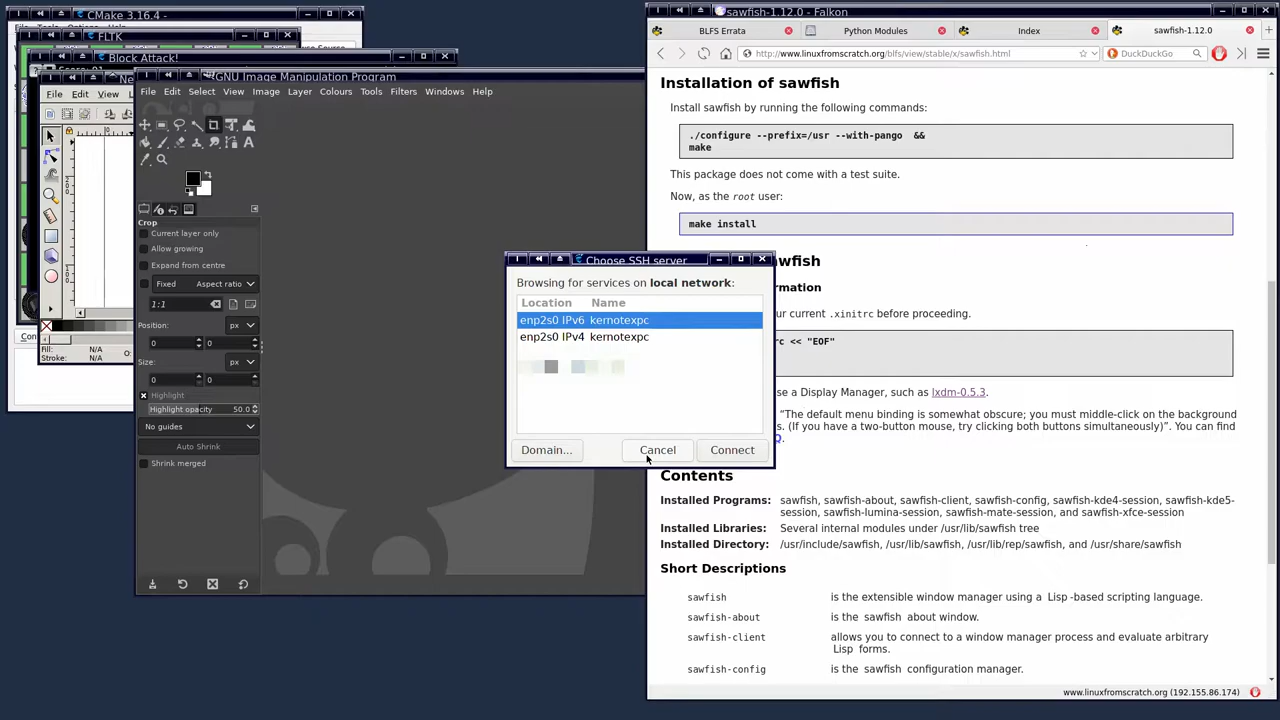 CMake 3.16.4 -
FLTK
Block Attack!
GNU Image Manipulation Program
File Edit View
File Edit Select View Image Layer Colours Tools Filters Windows Help
Crop
Current layer only
Allow growing
Expand from centre
Fixed Aspect ratio
1:1
Position: px
0 0
Size: px
0 0
Highlight
Highlight opacity 50.0
No guides
Auto Shrink
Shrink merged
Fill: N/A
Stroke: N/A
Choose SSH server
Browsing for services on local network:
Location Name
enp2s0 IPv6 kernotexpc
enp2s0 IPv4 kernotexpc
Domain... Cancel Connect
sawfish-1.12.0 - Falkon
BLFS Errata Python Modules Index sawfish-1.12.0
http://www.linuxfromscratch.org/blfs/view/stable/x/sawfish.html DuckDuckGo
Installation of sawfish
Install sawfish by running the following commands:
./configure --prefix=/usr --with-pango &&
make
This package does not come with a test suite.
Now, as the root user:
make install
sawfish
rmation
ur current .xinitrc before proceeding.
rc << "EOF"
se a Display Manager, such as lxdm-0.5.3.
“The default menu binding is somewhat obscure; you must middle-click on the background
s. (If you have a two-button mouse, try clicking both buttons simultaneously)”. You can find
Q.
Contents
Installed Programs: sawfish, sawfish-about, sawfish-client, sawfish-config, sawfish-kde4-session, sawfish-kde5-
session, sawfish-lumina-session, sawfish-mate-session, and sawfish-xfce-session
Installed Libraries: Several internal modules under /usr/lib/sawfish tree
Installed Directory: /usr/include/sawfish, /usr/lib/sawfish, /usr/lib/rep/sawfish, and /usr/share/sawfish
Short Descriptions
sawfish is the extensible window manager using a Lisp -based scripting language.
sawfish-about is the sawfish about window.
sawfish-client allows you to connect to a window manager process and evaluate arbitrary
Lisp forms.
sawfish-config is the sawfish configuration manager.
www.linuxfromscratch.org (192.155.86.174)